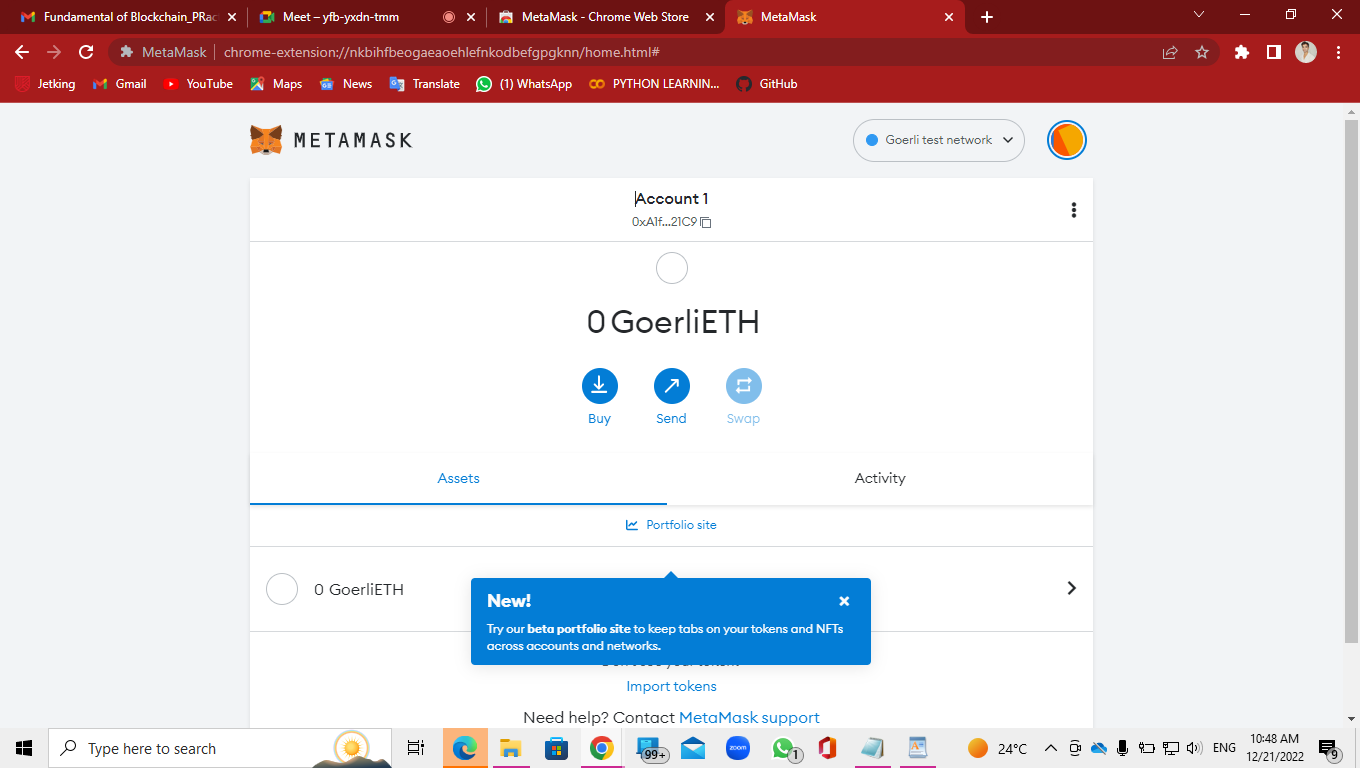 Fundamental of Blockchain_PRac
Meet – yfb-yxdn-tmm
MetaMask - Chrome Web Store
MetaMask
MetaMask | chrome-extension://nkbihfbeogaeaoehlefnkodbefgpgknn/home.html#
Jetking Gmail YouTube Maps News Translate (1) WhatsApp PYTHON LEARNIN... GitHub
METAMASK
Goerli test network
Account 1
0xA1f...21C9
0 GoerliETH
Buy Send Swap
Assets Activity
Portfolio site
0 GoerliETH
New!
Try our beta portfolio site to keep tabs on your tokens and NFTs
across accounts and networks.
Import tokens
Need help? Contact MetaMask support
Type here to search
99+
zoom
1
24°C
ENG
10:48 AM
12/21/2022
9